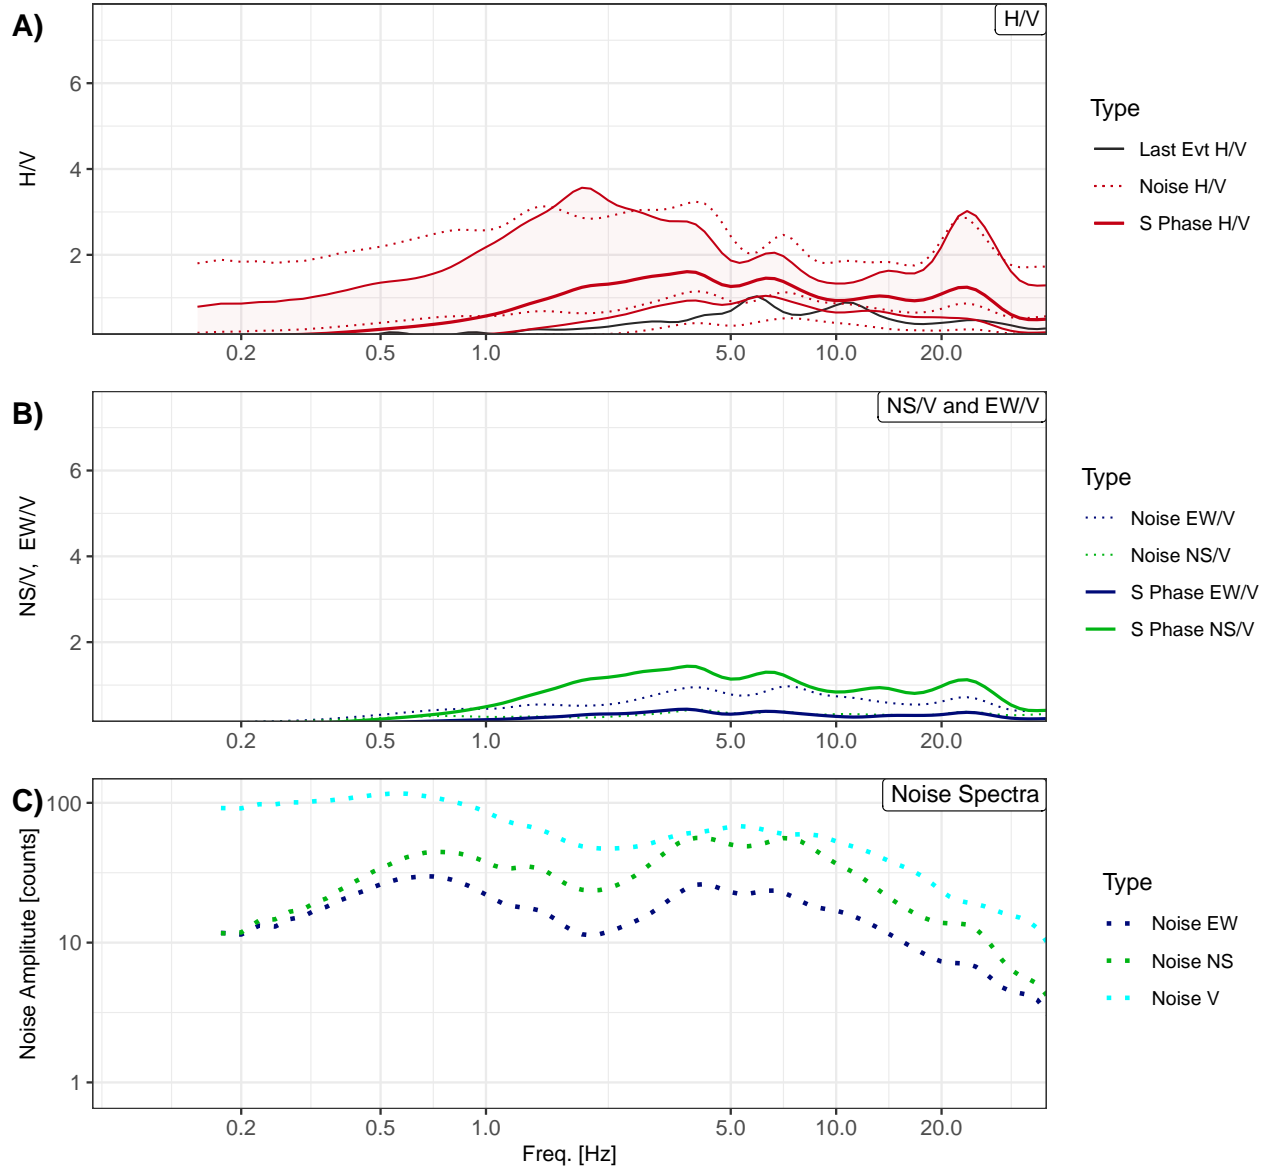 A)
H/V
6
4
2
H/V
0.2 0.5 1.0 5.0 10.0 20.0
Type
Last Evt H/V
Noise H/V
S Phase H/V
B)
NS/V and EW/V
6
4
2
NS/V, EW/V
0.2 0.5 1.0 5.0 10.0 20.0
Type
Noise EW/V
Noise NS/V
S Phase EW/V
S Phase NS/V
C)
Noise Spectra
100
10
1
Noise Amplitute [counts]
0.2 0.5 1.0 5.0 10.0 20.0
Freq. [Hz]
Type
Noise EW
Noise NS
Noise V